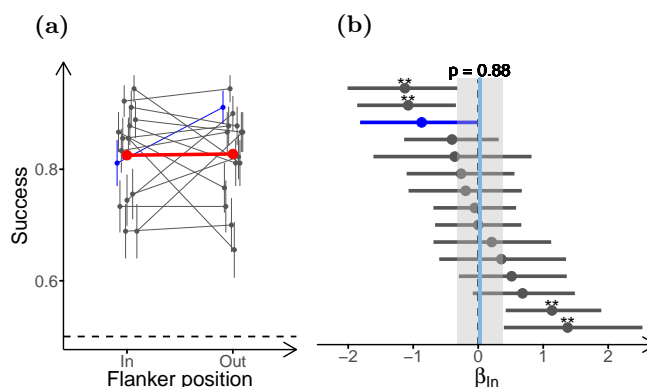 (a)
(b)
p = 0.88
**
**
**
**
Success
0.8
0.6
In
Out
Flanker position
−2
−1
0
1
2
βIn